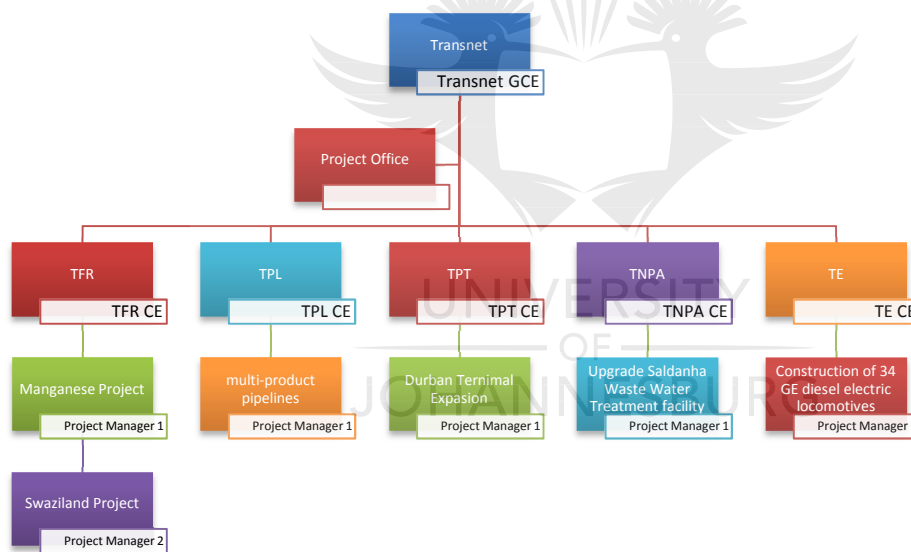 Transnet
Transnet GCE
Project Office
TFR
TFR CE
TPL
TPL CE
TPT
TPT CE
TNPA
TNPA CE
TE
TE CE
UNIVERSITY
OF
JOHANNESBURG
Manganese Project
Project Manager 1
multi-product
pipelines
Project Manager 1
Durban Ternimal
Expasion
Project Manager 1
Upgrade Saldanha
Waste Water
Treatment facility
Project Manager 1
Construction of 34
GE diesel electric
locomotives
Project Manager
Swaziland Project
Project Manager 2